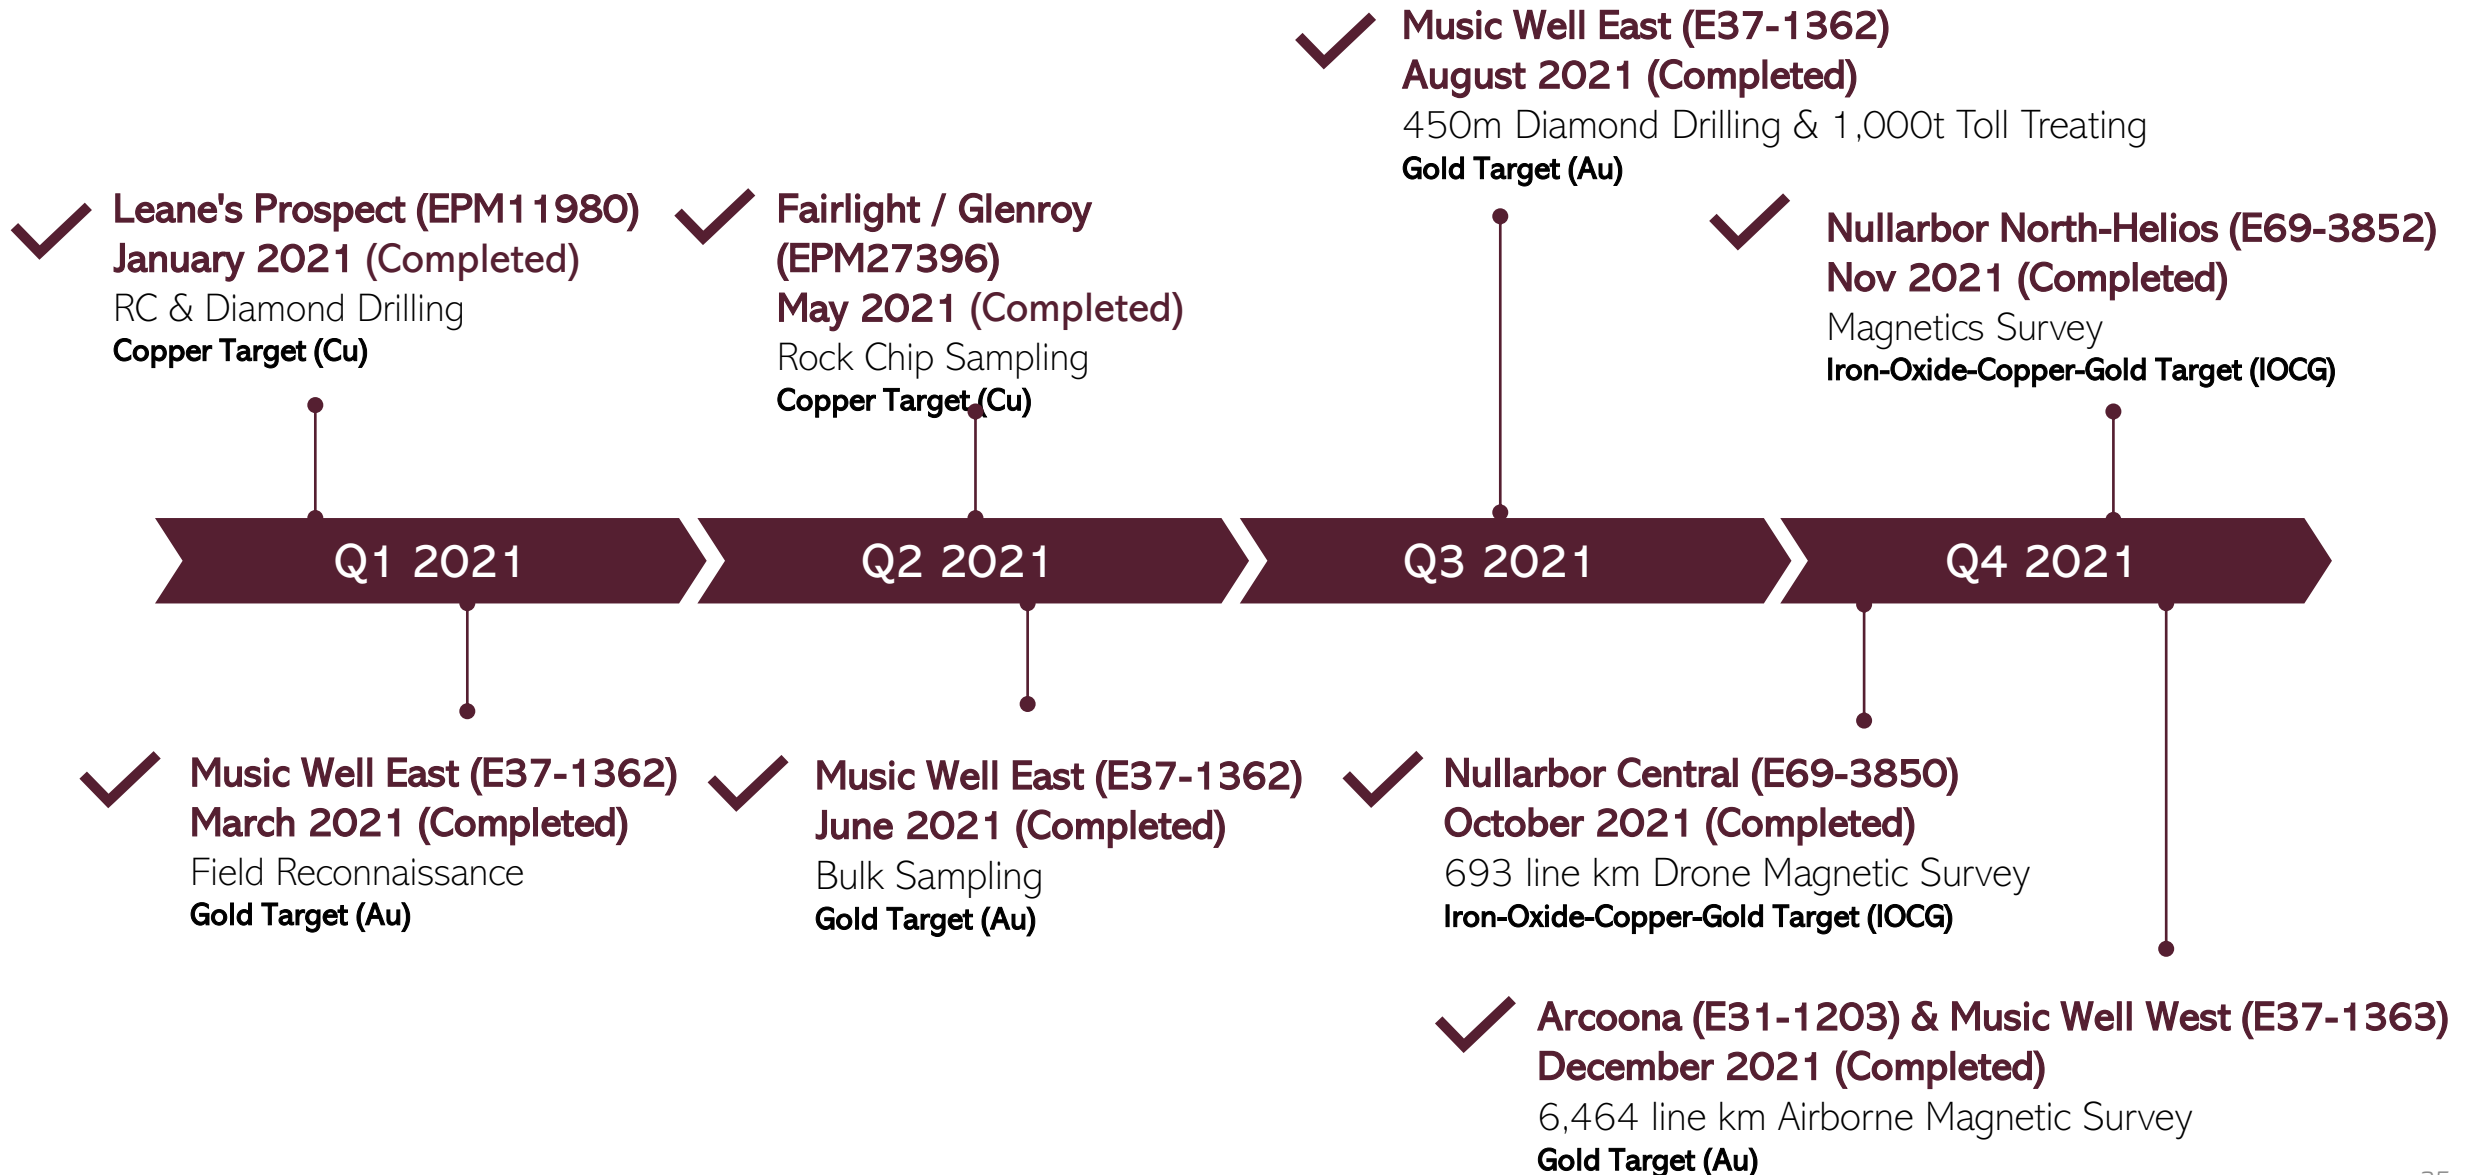 Music Well East (E37-1362)
August 2021 (Completed)
450m Diamond Drilling & 1,000t Toll Treating
Gold Target (Au)
Leane's Prospect (EPM11980)
January 2021 (Completed)
RC & Diamond Drilling
Copper Target (Cu)
Fairlight / Glenroy
(EPM27396)
May 2021 (Completed)
Rock Chip Sampling
Copper Target (Cu)
Nullarbor North-Helios (E69-3852)
Nov 2021 (Completed)
Magnetics Survey
Iron-Oxide-Copper-Gold Target (IOCG)
Q1 2021
Q2 2021
Q3 2021
Q4 2021
Music Well East (E37-1362)
March 2021 (Completed)
Field Reconnaissance
Gold Target (Au)
Music Well East (E37-1362)
June 2021 (Completed)
Bulk Sampling
Gold Target (Au)
Nullarbor Central (E69-3850)
October 2021 (Completed)
693 line km Drone Magnetic Survey
Iron-Oxide-Copper-Gold Target (IOCG)
Arcoona (E31-1203) & Music Well West (E37-1363)
December 2021 (Completed)
6,464 line km Airborne Magnetic Survey
Gold Target (Au)